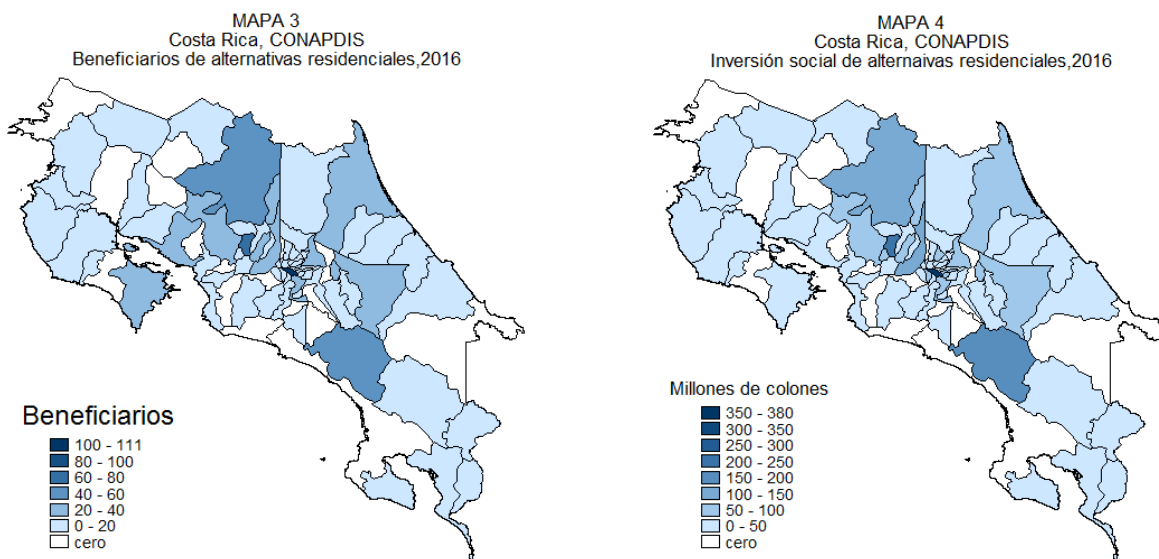 MAPA 3
Costa Rica, CONAPDIS
Beneficiarios de alternativas residenciales,2016
Beneficiarios
100 - 111
80 - 100
60 - 80
40 - 60
20 - 40
0 - 20
cero
MAPA 4
Costa Rica, CONAPDIS
Inversión social de alternaivas residenciales,2016
Millones de colones
350 - 380
300 - 350
250 - 300
200 - 250
150 - 200
100 - 150
50 - 100
0 - 50
cero